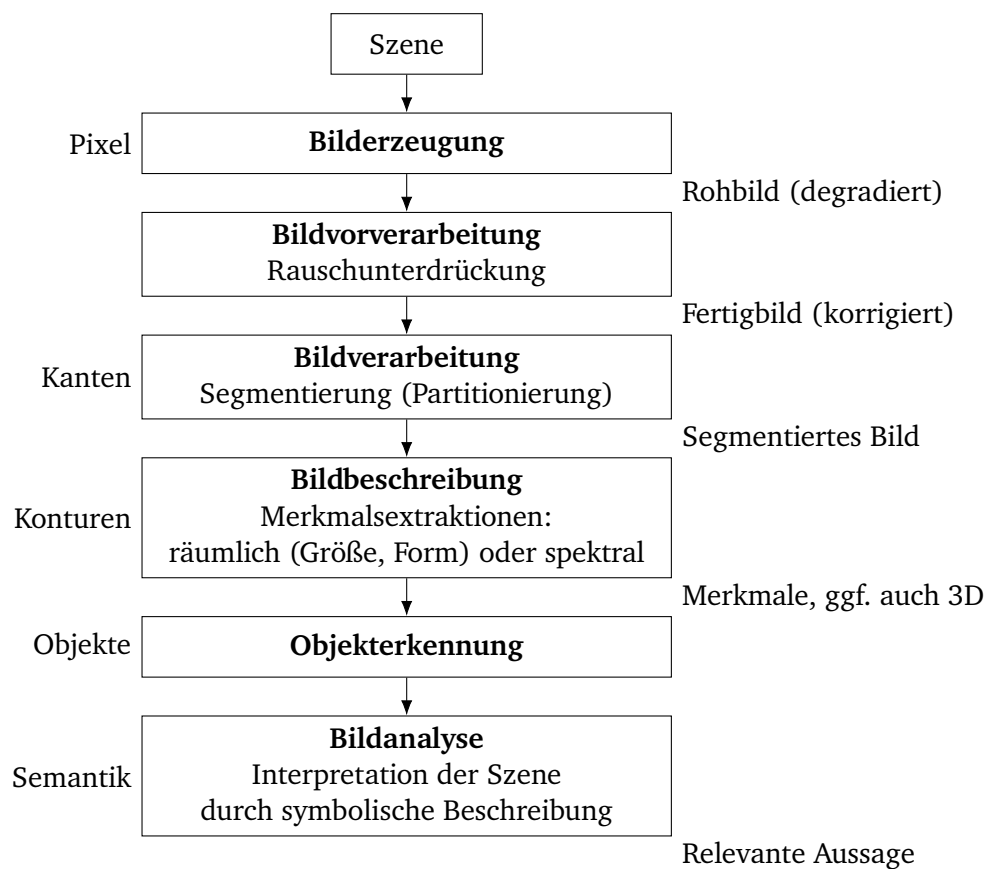 Szene
Pixel
Bilderzeugung
Rohbild (degradiert)
Bildvorverarbeitung
Rauschunterdrückung
Fertigbild (korrigiert)
Kanten
Bildverarbeitung
Segmentierung (Partitionierung)
Segmentiertes Bild
Konturen
Bildbeschreibung
Merkmalsextraktionen:
räumlich (Größe, Form) oder spektral
Merkmale, ggf. auch 3D
Objekte
Objekterkennung
Semantik
Bildanalyse
Interpretation der Szene
durch symbolische Beschreibung
Relevante Aussage